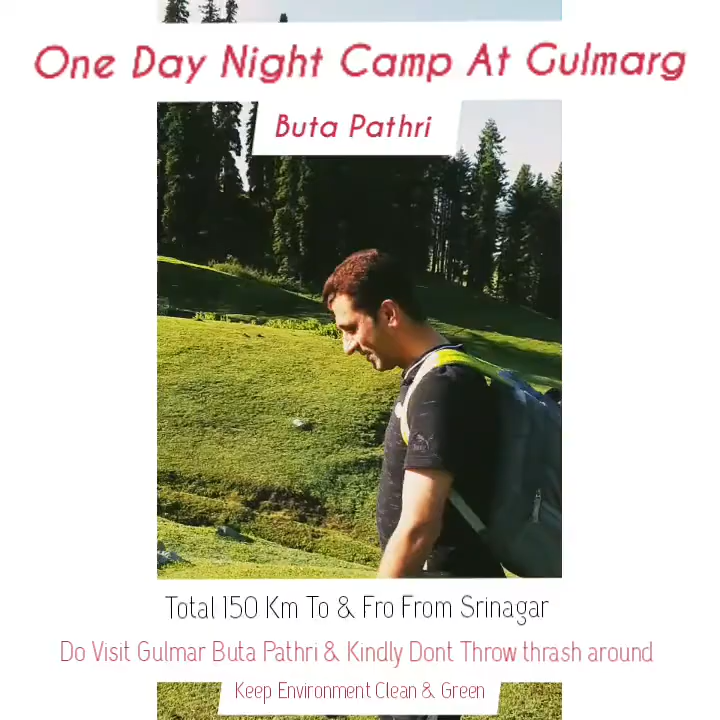 One Day Night Camp At Gulmarg
Buta Pathri
Total 150 Km To & Fro From Srinagar
Do Visit Gulmar Buta Pathri & Kindly Dont Throw thrash around
Keep Environment Clean & Green